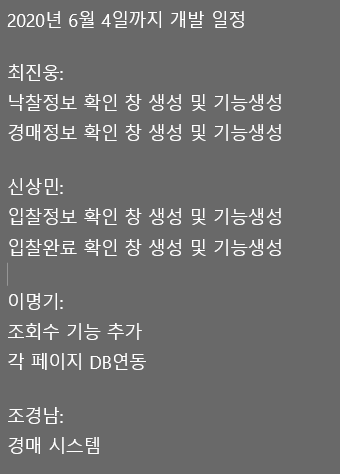 2020년 6월 4일까지 개발 일정
최진웅:
낙찰정보 확인 창 생성 및 기능생성
경매정보 확인 창 생성 및 기능생성
신상민:
입찰정보 확인 창 생성 및 기능생성
입찰완료 확인 창 생성 및 기능생성
이명기:
조회수 기능 추가
각 페이지 DB연동
조경남:
경매 시스템